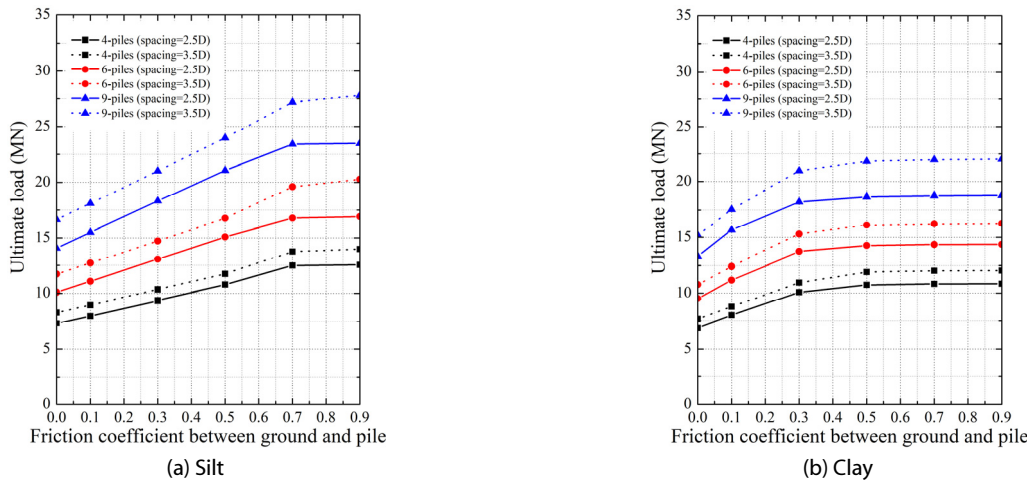 35
30
25
20
15
10
5
0
Ultimate load (MN)
4-piles (spacing=2.5D)
4-piles (spacing=3.5D)
6-piles (spacing=2.5D)
6-piles (spacing=3.5D)
9-piles (spacing=2.5D)
9-piles (spacing=3.5D)
0.0 0.1 0.2 0.3 0.4 0.5 0.6 0.7 0.8 0.9
Friction coefficient between ground and pile
(a) Silt
35
30
25
20
15
10
5
0
Ultimate load (MN)
4-piles (spacing=2.5D)
4-piles (spacing=3.5D)
6-piles (spacing=2.5D)
6-piles (spacing=3.5D)
9-piles (spacing=2.5D)
9-piles (spacing=3.5D)
0.0 0.1 0.2 0.3 0.4 0.5 0.6 0.7 0.8 0.9
Friction coefficient between ground and pile
(b) Clay